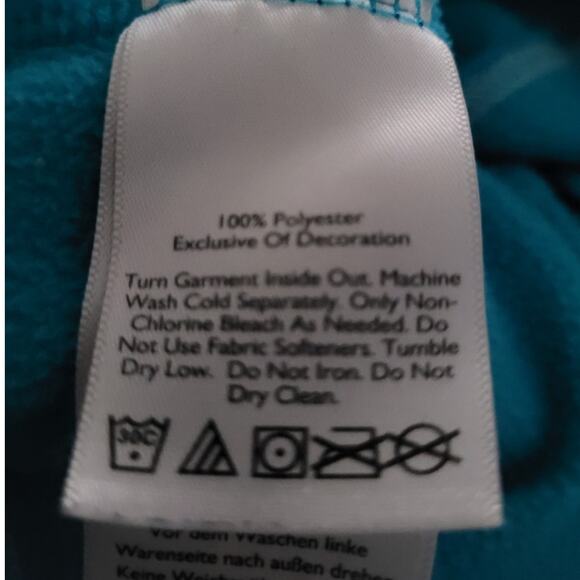 100% Polyester
Exclusive Of Decoration
Turn Garment Inside Out. Machine
Wash Cold Separately. Only Non-
Chlorine Bleach As Needed. Do
Not Use Fabric Softeners. Tumble
Dry Low. Do Not Iron. Do Not
Dry Clean.
30C
Vor dem Waschen linke
Warenseite nach außen drehen
Keine